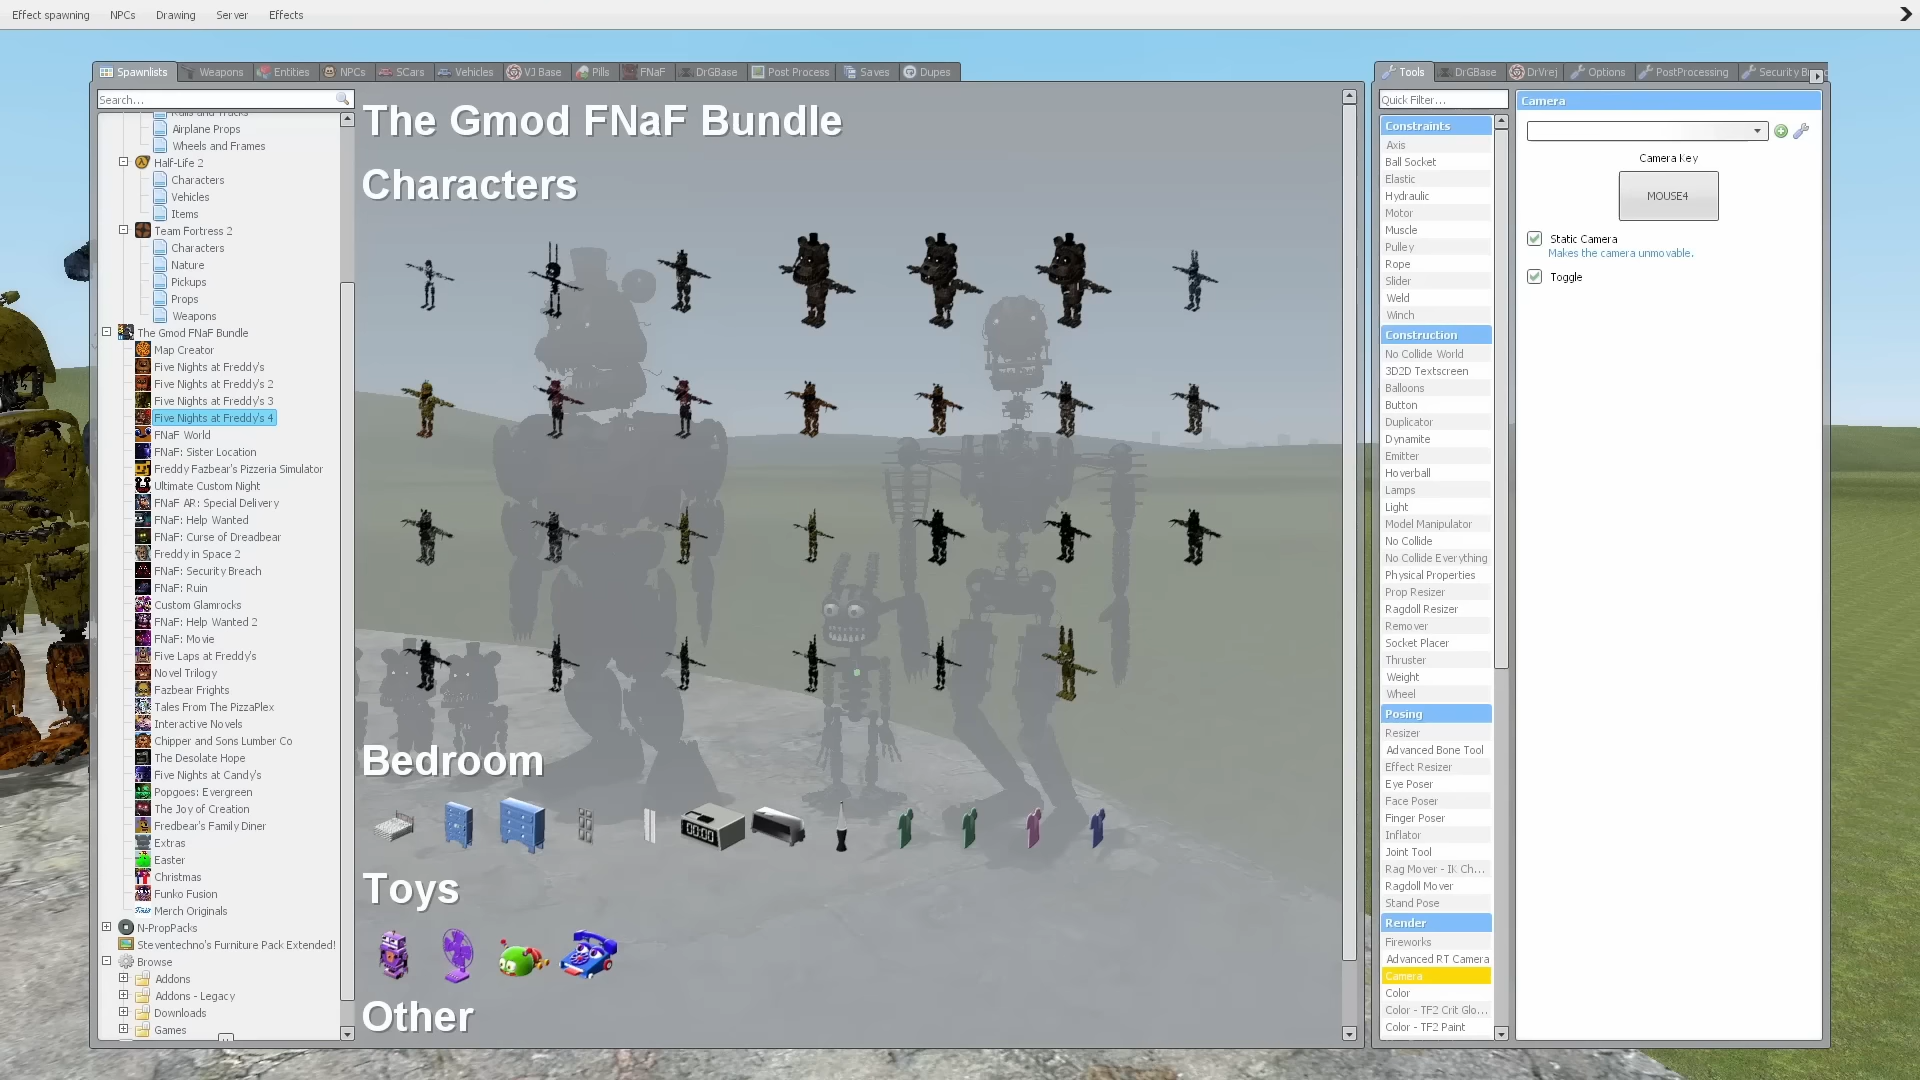 Effect spawning NPCs Drawing Server Effects
Spawnlists Weapons Entities NPCs SCars Vehicles VJ Base Pills FNaF DrGBase Post Process Saves Dupes
Search...
Airplane Props
Wheels and Frames
Half-Life 2
Characters
Vehicles
Items
Team Fortress 2
Characters
Nature
Pickups
Props
Weapons
The Gmod FNaF Bundle
Map Creator
Five Nights at Freddy's
Five Nights at Freddy's 2
Five Nights at Freddy's 3
Five Nights at Freddy's 4
FNaF World
FNaF: Sister Location
Freddy Fazbear's Pizzeria Simulator
Ultimate Custom Night
FNaF AR: Special Delivery
FNaF: Help Wanted
FNaF: Curse of Dreadbear
Freddy in Space 2
FNaF: Security Breach
FNaF: Ruin
Custom Glamrocks
FNaF: Help Wanted 2
FNaF: Movie
Five Laps at Freddy's
Novel Trilogy
Fazbear Frights
Tales From The PizzaPlex
Interactive Novels
Chipper and Sons Lumber Co
The Desolate Hope
Five Nights at Candy's
Popgoes: Evergreen
The Joy of Creation
Fredbear's Family Diner
Extras
Easter
Christmas
Funko Fusion
Merch Originals
N-PropPacks
Steventechno's Furniture Pack Extended!
Browse
Addons
Addons - Legacy
Downloads
Games
The Gmod FNaF Bundle
Characters
Bedroom
00:00
Toys
Other
Tools DrGBase DrVrej Options PostProcessing Security
Quick Filter...
Constraints
Axis
Ball Socket
Elastic
Hydraulic
Motor
Muscle
Pulley
Rope
Slider
Weld
Winch
Construction
No Collide World
3D2D Textscreen
Balloons
Button
Duplicator
Dynamite
Emitter
Hoverball
Lamps
Light
Model Manipulator
No Collide
No Collide Everything
Physical Properties
Prop Resizer
Ragdoll Resizer
Remover
Socket Placer
Thruster
Weight
Wheel
Posing
Resizer
Advanced Bone Tool
Effect Resizer
Eye Poser
Face Poser
Finger Poser
Inflator
Joint Tool
Rag Mover - IK Ch...
Ragdoll Mover
Stand Pose
Render
Fireworks
Advanced RT Camera
Camera
Color
Color - TF2 Crit Glo...
Color - TF2 Paint
Camera
Camera Key
MOUSE4
Static Camera
Makes the camera unmovable.
Toggle